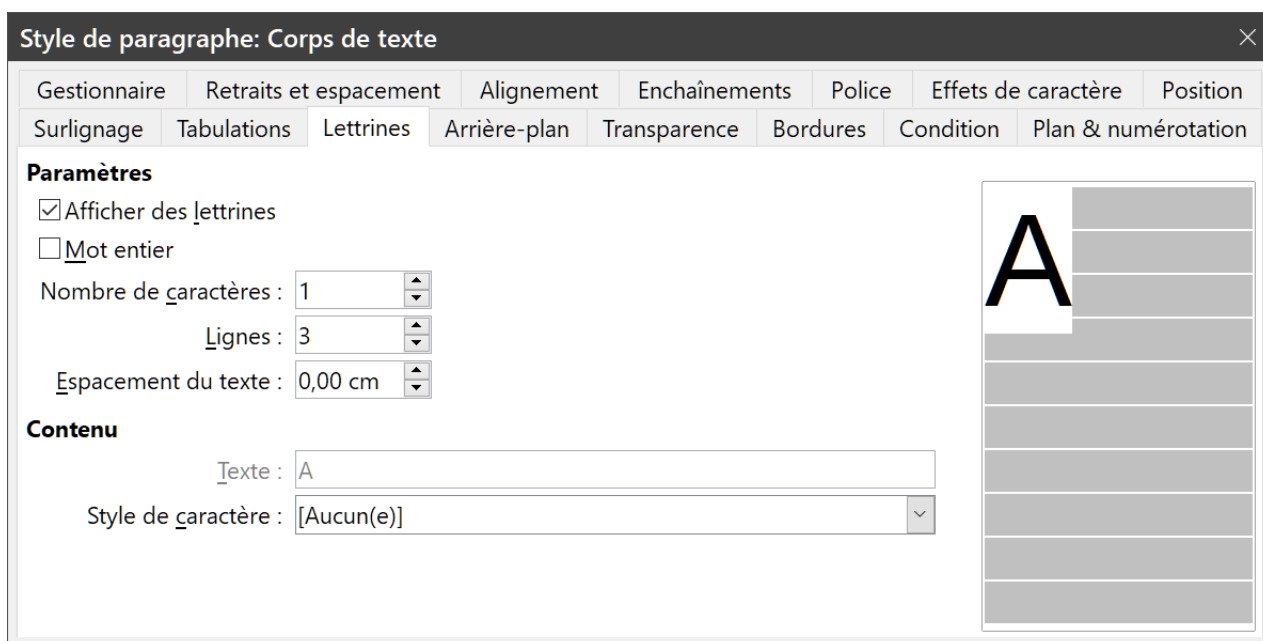 Style de paragraphe: Corps de texte
Gestionnaire Retraits et espacement Alignement Enchaînements Police Effets de caractère Position
Surlignage Tabulations Lettrines Arrière-plan Transparence Bordures Condition Plan & numérotation
Paramètres
Afficher des lettrines
Mot entier
Nombre de caractères : 1
Lignes : 3
Espacement du texte : 0,00 cm
Contenu
Texte : A
Style de caractère : [Aucun(e)]
A